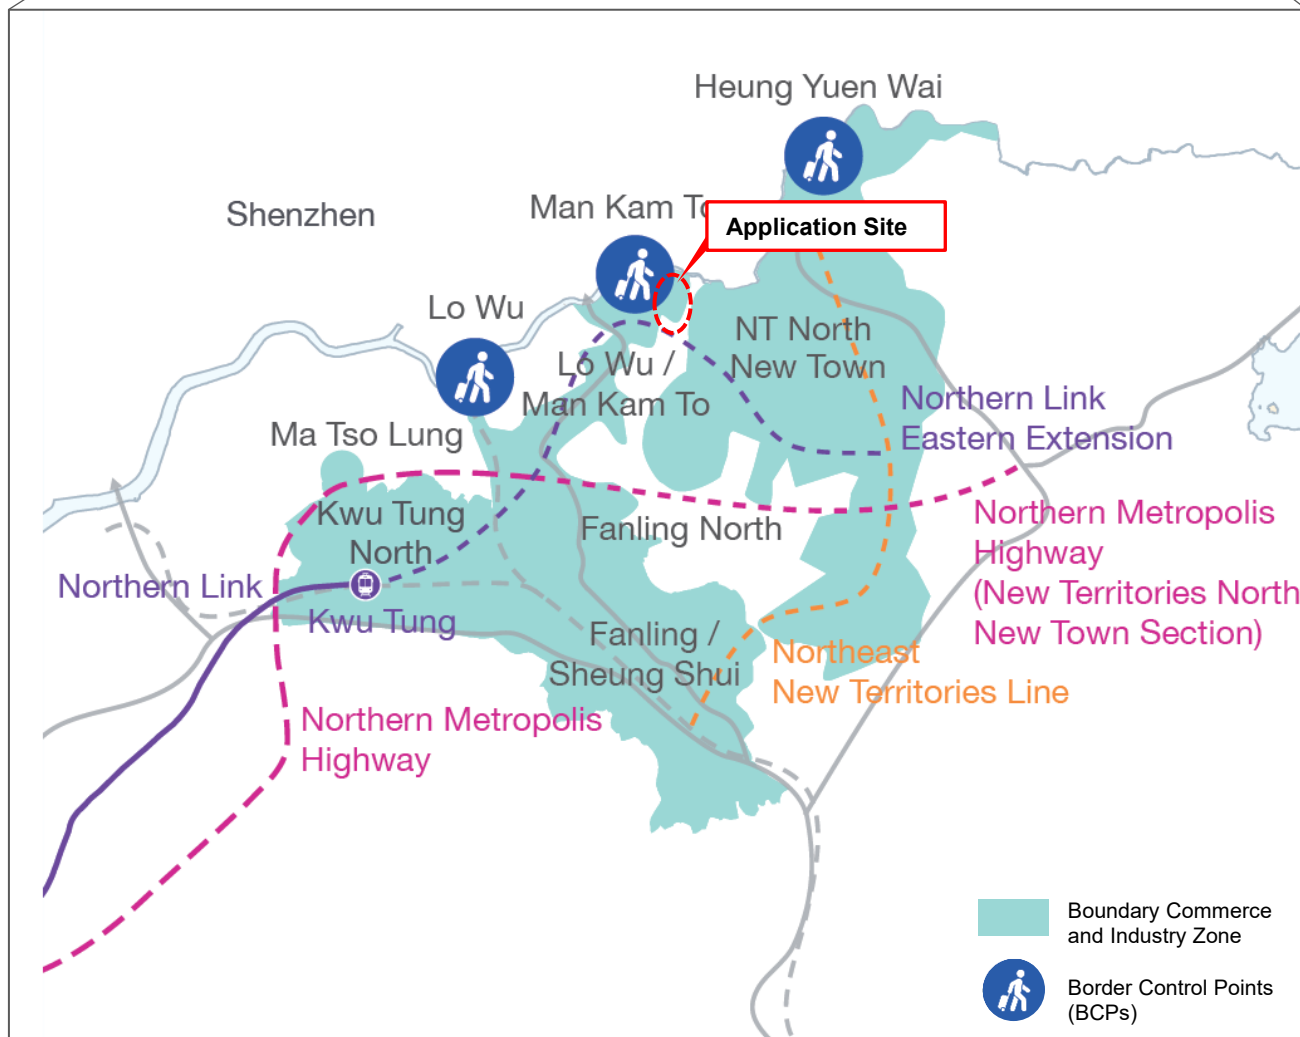 Heung Yuen Wai
Shenzhen
Man Kam To
Application Site
Lo Wu
NT North
New Town
Lo Wu /
Man Kam To
Northern Link
Eastern Extension
Ma Tso Lung
Kwu Tung
North
Fanling North
Northern Metropolis
Highway
(New Territories North
New Town Section)
Northern Link
Kwu Tung
Fanling /
Sheung Shui
Northeast
New Territories Line
Northern Metropolis
Highway
Boundary Commerce
and Industry Zone
Border Control Points
(BCPs)